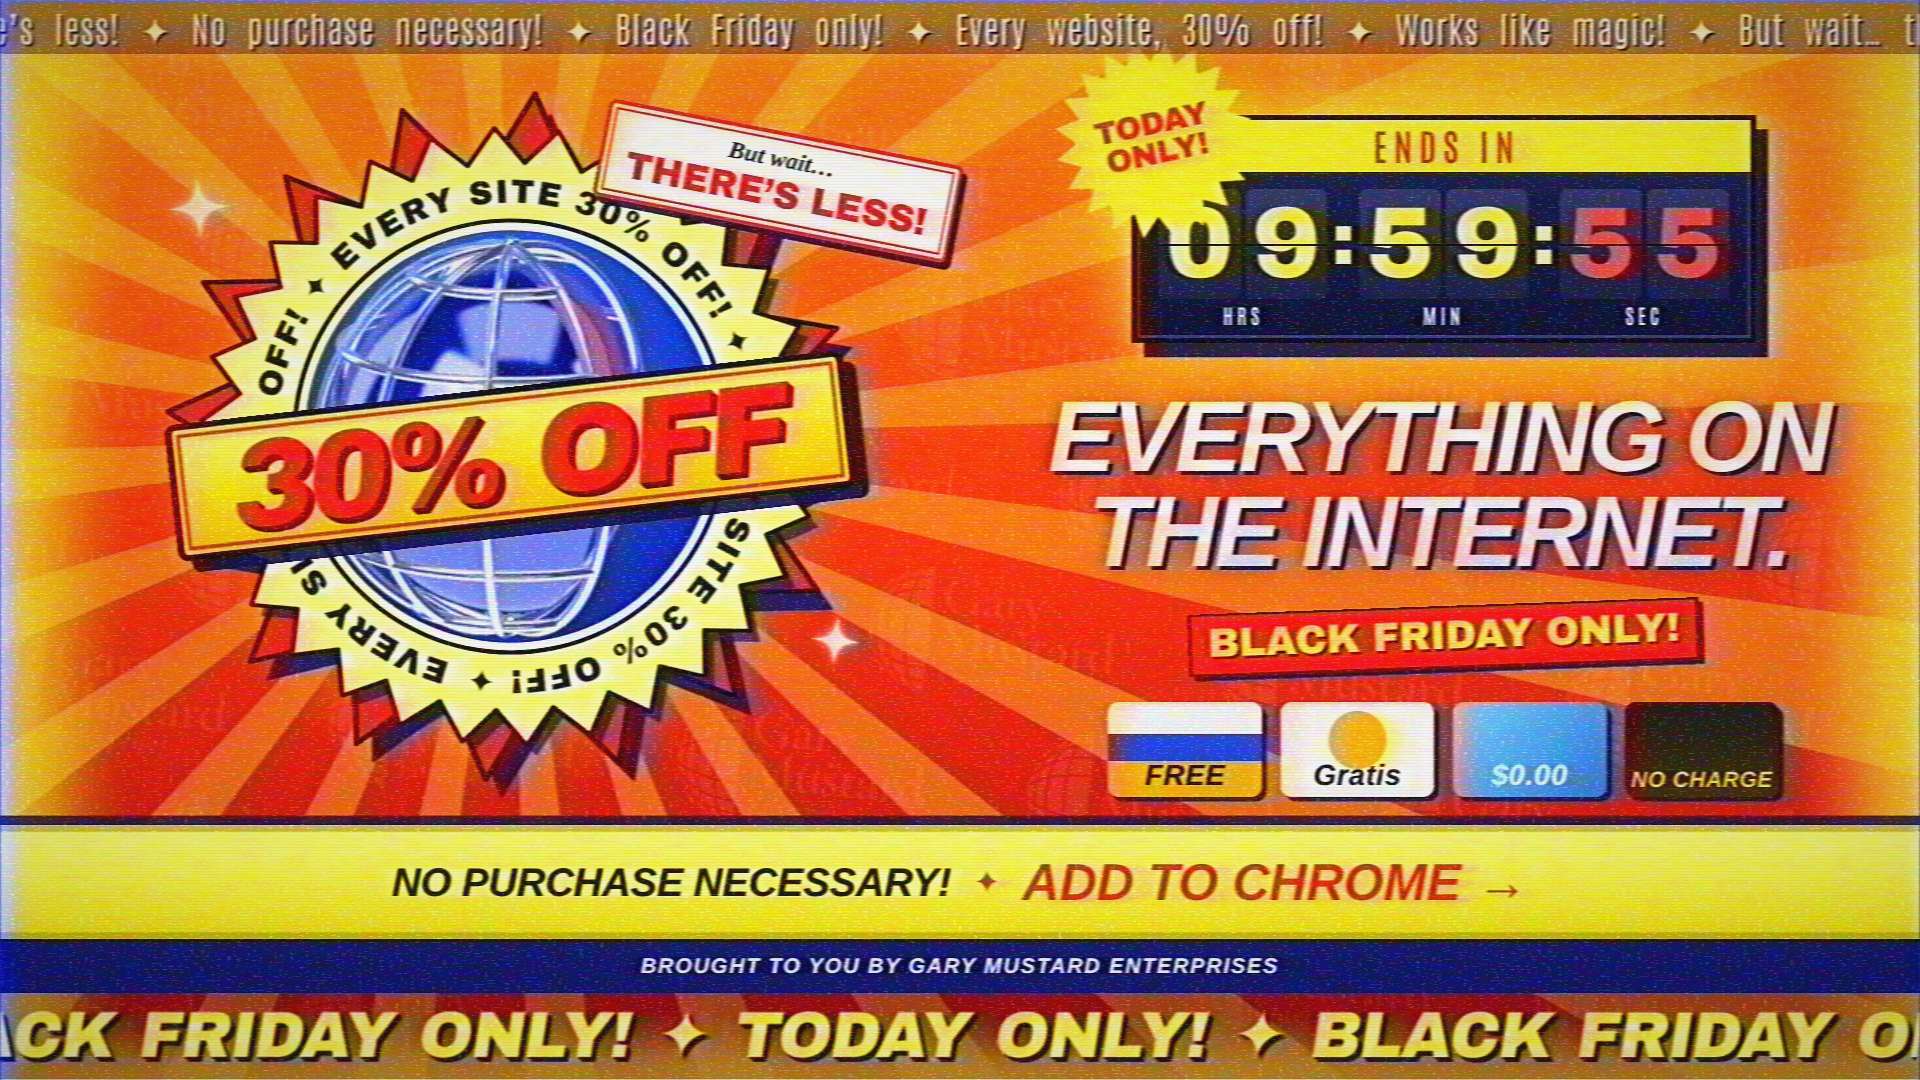 e's less! ✦ No purchase necessary! ✦ Black Friday only! ✦ Every website, 30% off! ✦ Works like magic! ✦ But wait… t
OFF! ✦ EVERY SITE 30% OFF! ✦
SITE 30% OFF! ✦ EVERY SI
But wait…
THERE'S LESS!
30% OFF
TODAY
ONLY!
ENDS IN
09:59:55
HRS MIN SEC
EVERYTHING ON
THE INTERNET.
BLACK FRIDAY ONLY!
FREE
Gratis
$0.00
NO CHARGE
NO PURCHASE NECESSARY! ✦ ADD TO CHROME →
BROUGHT TO YOU BY GARY MUSTARD ENTERPRISES
ACK FRIDAY ONLY! ✦ TODAY ONLY! ✦ BLACK FRIDAY O